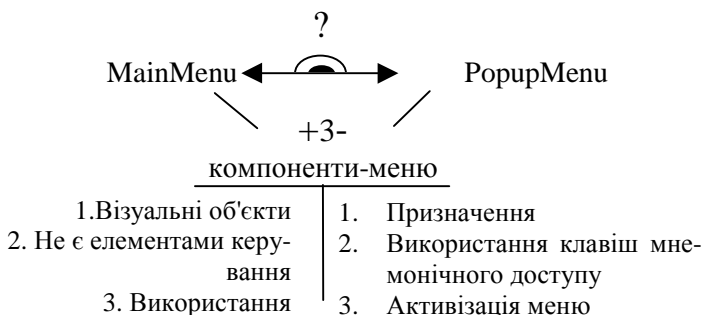 ?
MainMenu PopupMenu
+3-
компоненти-меню
1.Візуальні об'єкти
2. Не є елементами керу-
вання
3. Використання
1. Призначення
2. Використання клавіш мне-
монічного доступу
3. Активізація меню